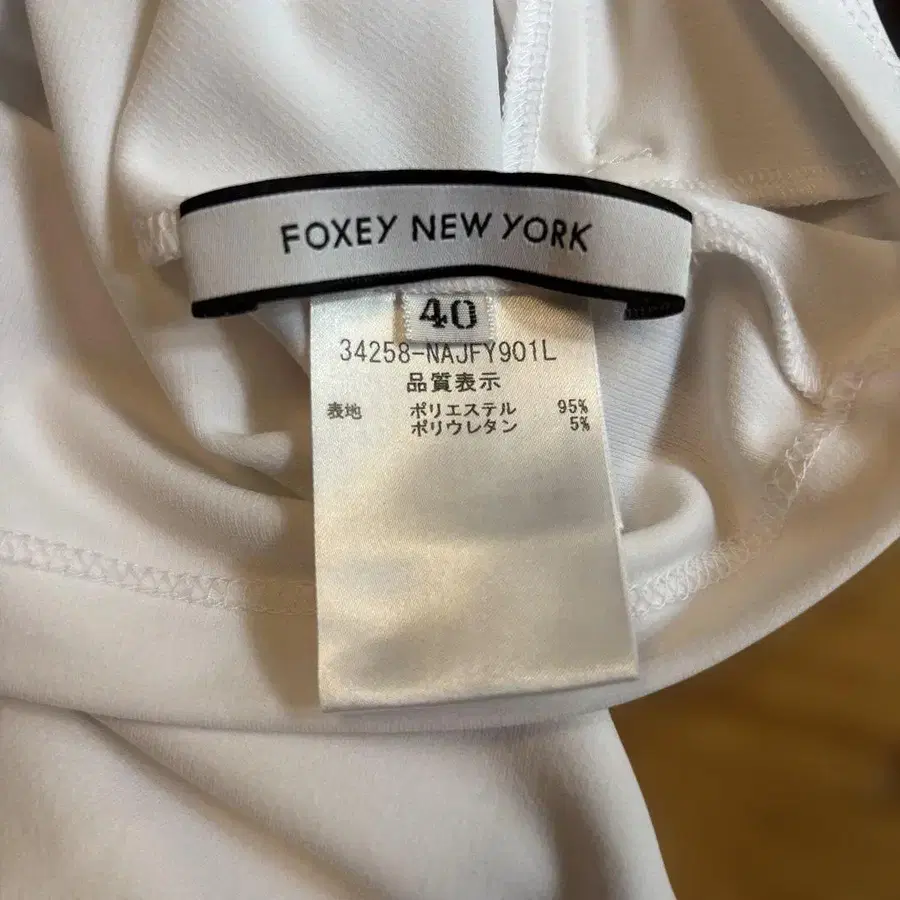 FOXEY NEW YORK
40
34258-NAJFY901L
品質表示
表地 ポリエステル 95%
ポリウレタン 5%